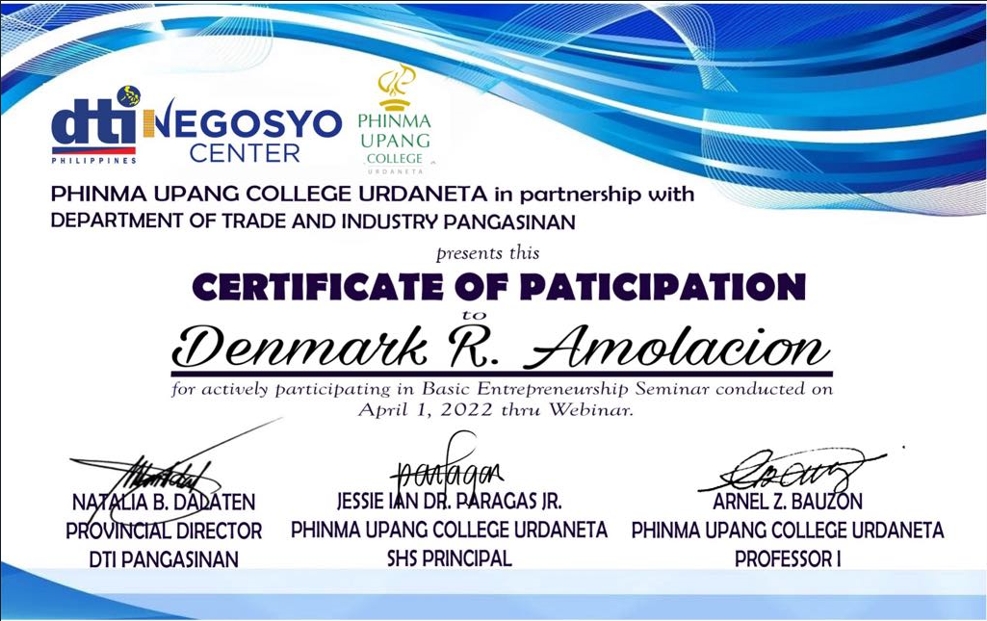 dti NEGOSYO
PHILIPPINES CENTER
PHINMA
UPANG
COLLEGE
URDANETA
PHINMA UPANG COLLEGE URDANETA in partnership with
DEPARTMENT OF TRADE AND INDUSTRY PANGASINAN
presents this
CERTIFICATE OF PATICIPATION
to
Denmark R. Amolacion
for actively participating in Basic Entrepreneurship Seminar conducted on
April 1, 2022 thru Webinar.
NATALIA B. DALATEN JESSIE IAN DR. PARAGAS JR. ARNEL Z. BAUZON
PROVINCIAL DIRECTOR PHINMA UPANG COLLEGE URDANETA PHINMA UPANG COLLEGE URDANETA
DTI PANGASINAN SHS PRINCIPAL PROFESSOR I